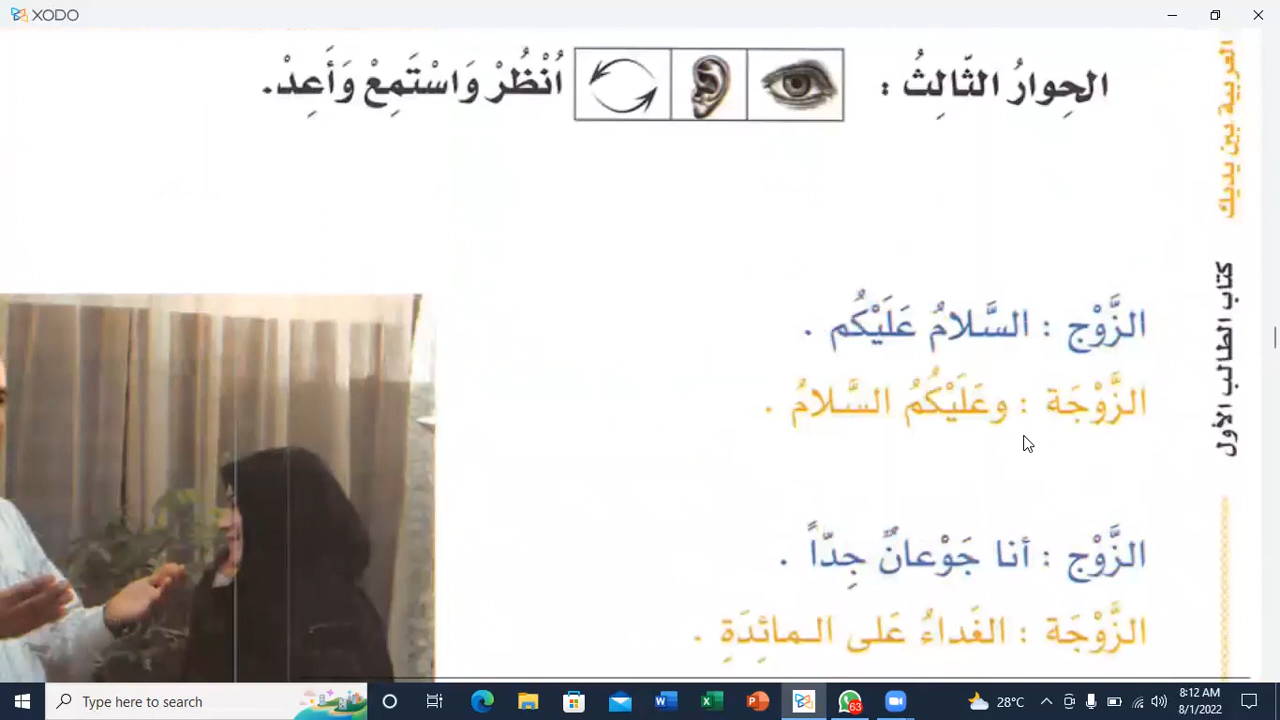 XODO
الحِوارُ الثّالِثُ : اُنْظُرْ وَاسْتَمِعْ وَأَعِدْ.
العربية بين يديك
كتاب الطالب الأول
الزَّوْج : السَّلامُ عَلَيْكُم .
الزَّوْجَة : وعَلَيْكُمُ السَّلامُ .
الزَّوْج : أنا جَوْعانٌ جِدّاً .
الزَّوْجَة : الغَداءُ عَلى المائِدَةِ .
Type here to search
W
X
P
63
28°C
8:12 AM
8/1/2022